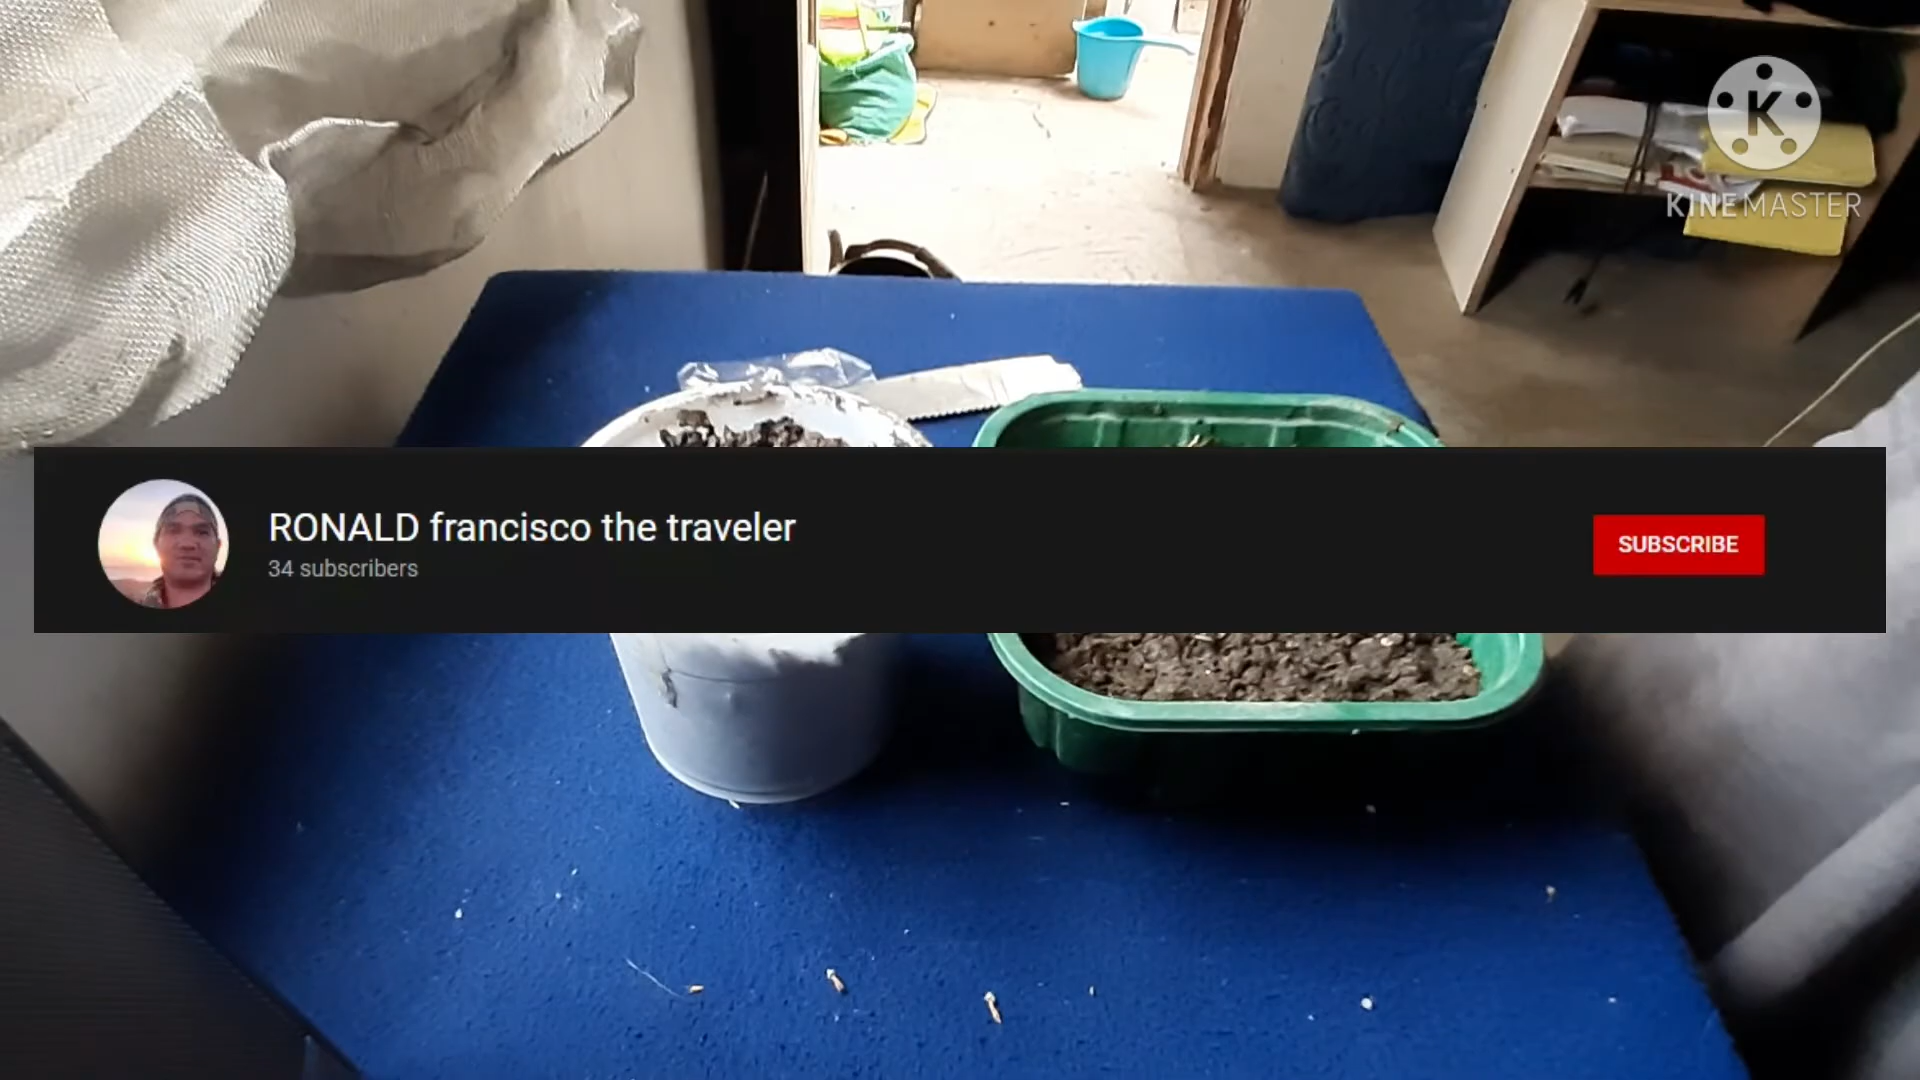 K
KINEMASTER
RONALD francisco the traveler
34 subscribers
SUBSCRIBE